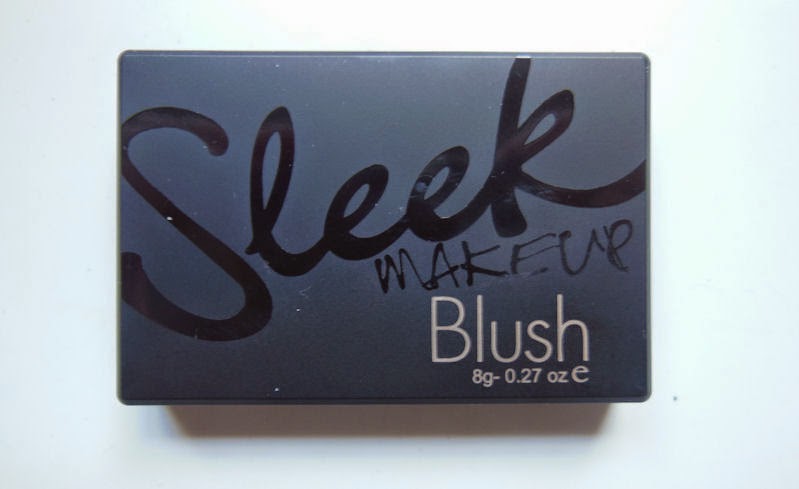 Sleek
MAKEUP
Blush
8g- 0.27 oz ℮